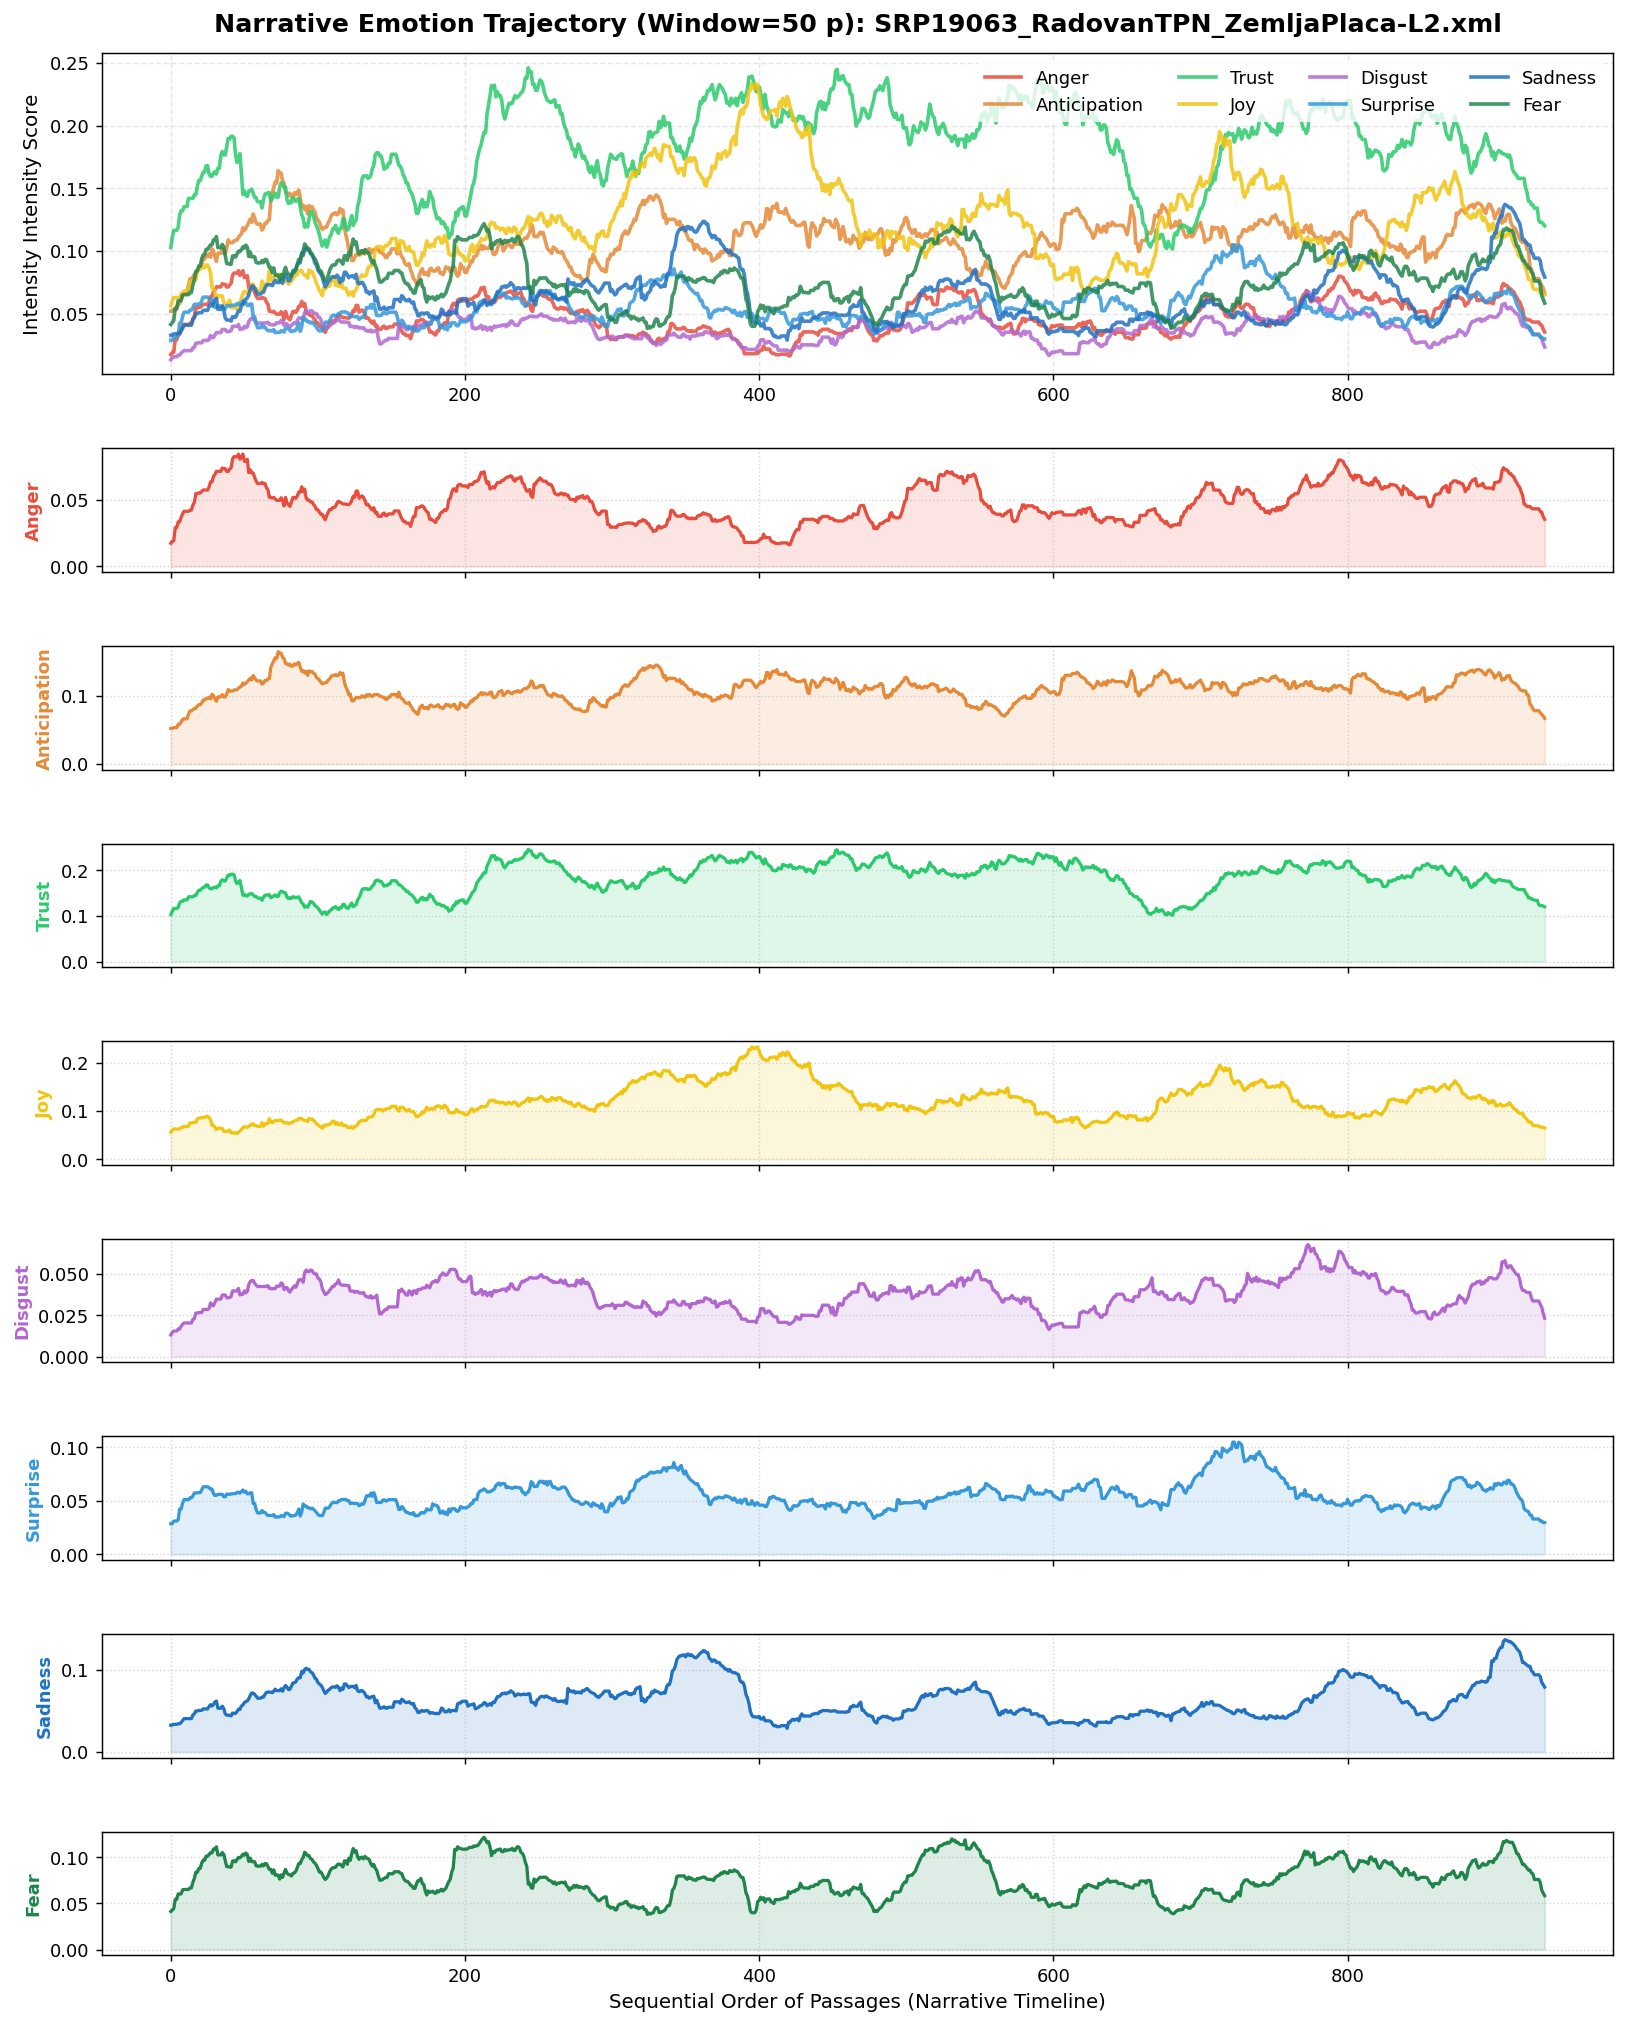 Narrative Emotion Trajectory (Window=50 p): SRP19063_RadovanTPN_ZemljaPlaca-L2.xml
Intensity Intensity Score
0.25
0.20
0.15
0.10
0.05
Anger Trust Disgust Sadness
Anticipation Joy Surprise Fear
0 200 400 600 800
Anger
0.05
0.00
Anticipation
0.1
0.0
Trust
0.2
0.1
0.0
Joy
0.2
0.1
0.0
Disgust
0.050
0.025
0.000
Surprise
0.10
0.05
0.00
Sadness
0.1
0.0
Fear
0.10
0.05
0.00
0 200 400 600 800
Sequential Order of Passages (Narrative Timeline)